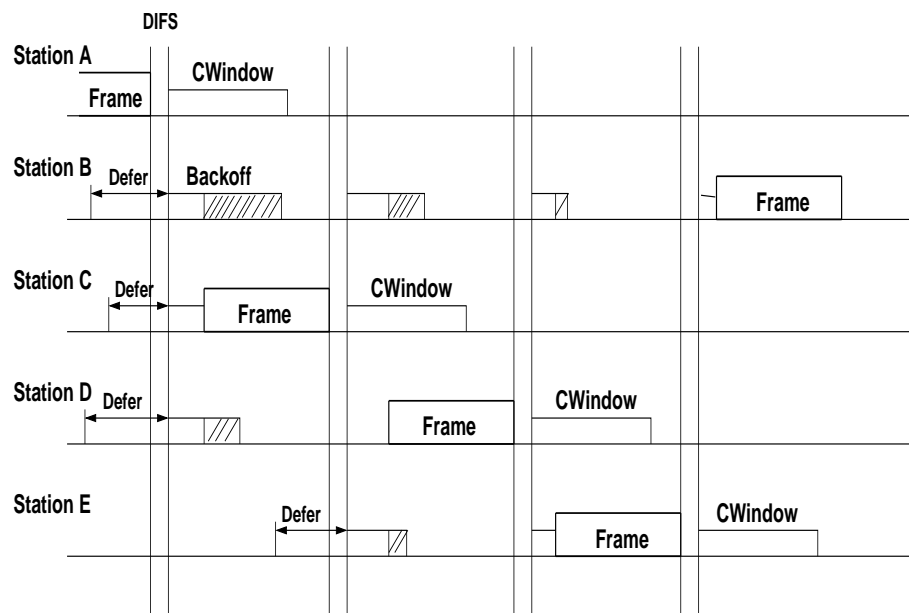 DIFS
Station A
CWindow
Frame
Station B
Defer
Backoff
Frame
Station C
Defer
CWindow
Frame
Station D
Defer
CWindow
Frame
Station E
Defer
CWindow
Frame